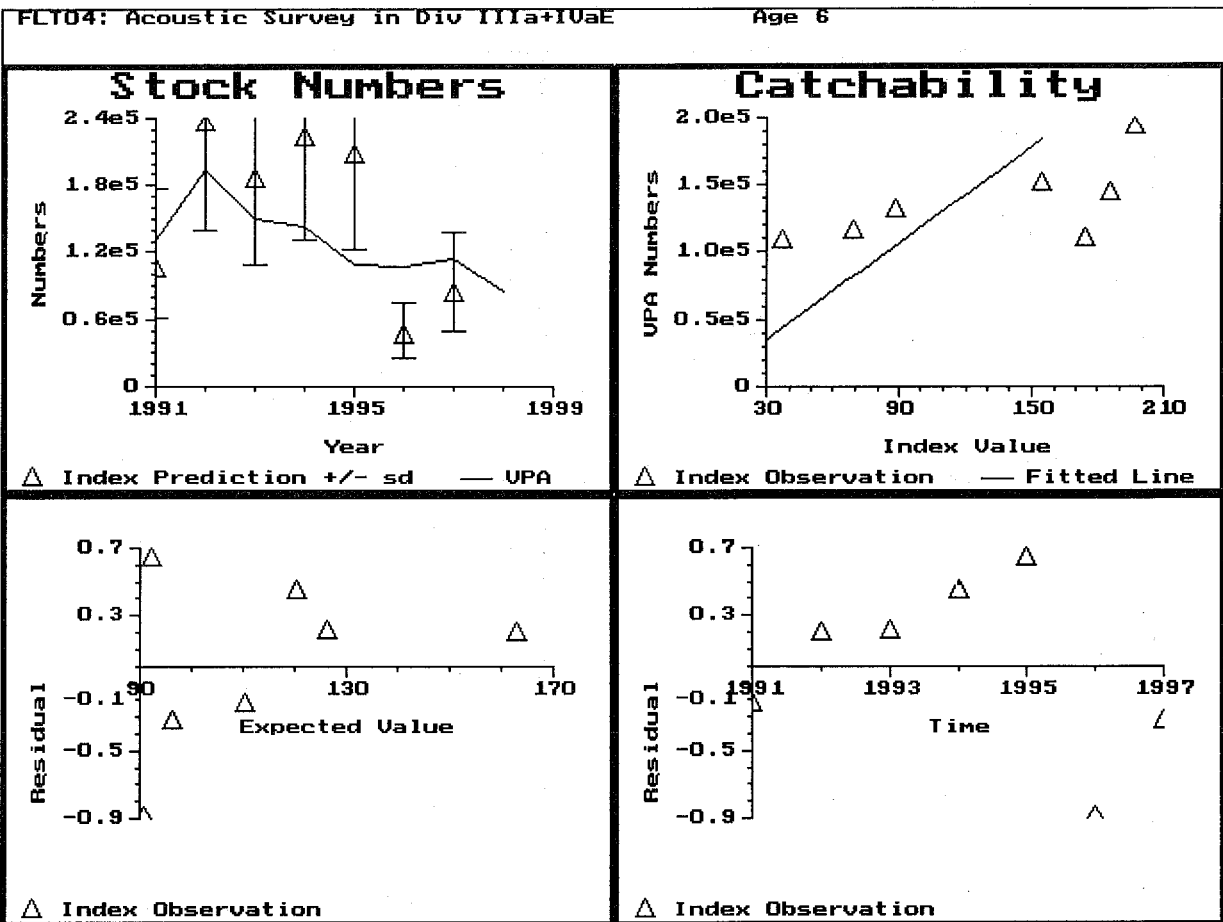 FLT04: Acoustic Survey in Div IIIa+IVaE Age 6
Stock Numbers
2.4e5
1.8e5
1.2e5
0.6e5
0
Numbers
1991 1995 1999
Year
△ Index Prediction +/- sd — VPA
Catchability
2.0e5
1.5e5
1.0e5
0.5e5
0
VPA Numbers
30 90 150 210
Index Value
△ Index Observation — Fitted Line
0.7
0.3
-0.1
-0.5
-0.9
Residual
90 130 170
Expected Value
△ Index Observation
0.7
0.3
-0.1
-0.5
-0.9
Residual
1991 1993 1995 1997
Time
△ Index Observation